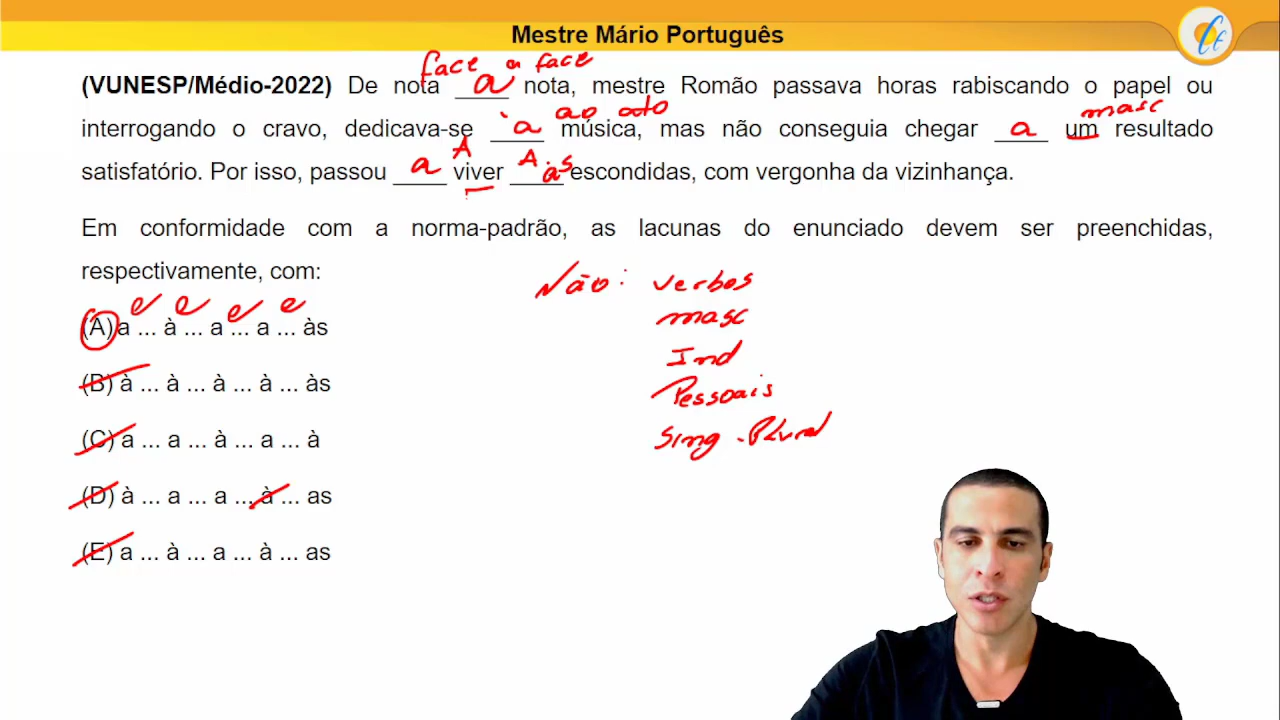 Mestre Mário Português
face a face
(VUNESP/Médio-2022) De nota a nota, mestre Romão passava horas rabiscando o papel ou
ao ato masc
interrogando o cravo, dedicava-se à música, mas não conseguia chegar a um resultado
A A
satisfatório. Por isso, passou a viver às escondidas, com vergonha da vizinhança.
Em conformidade com a norma-padrão, as lacunas do enunciado devem ser preenchidas,
respectivamente, com:
(A) a ... à ... a ... a ... às
(B) à ... à ... à ... à ... às
(C) a ... a ... à ... a ... à
(D) à ... a ... a ... à ... as
(E) a ... à ... a ... à ... as
Não: verbos
masc
Ind
Pessoais
Sing - Plural